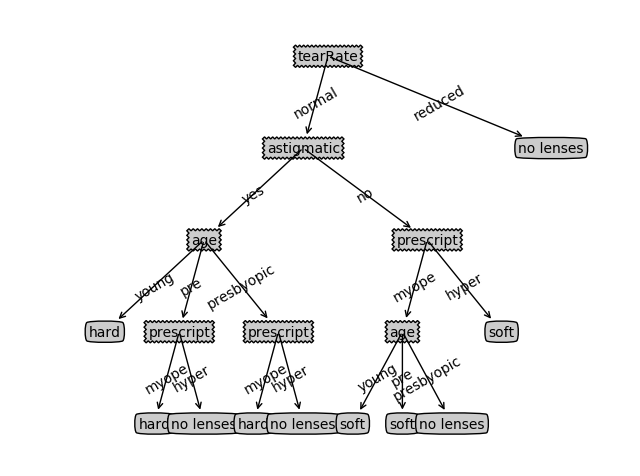 tearRate
normal
reduced
astigmatic
no lenses
yes
no
age
prescript
young
pre
presbyopic
myope
hyper
hard
prescript
prescript
age
soft
myope
hyper
myope
hyper
young
pre
presbyopic
hard
no lenses
hard
no lenses
soft
soft
no lenses